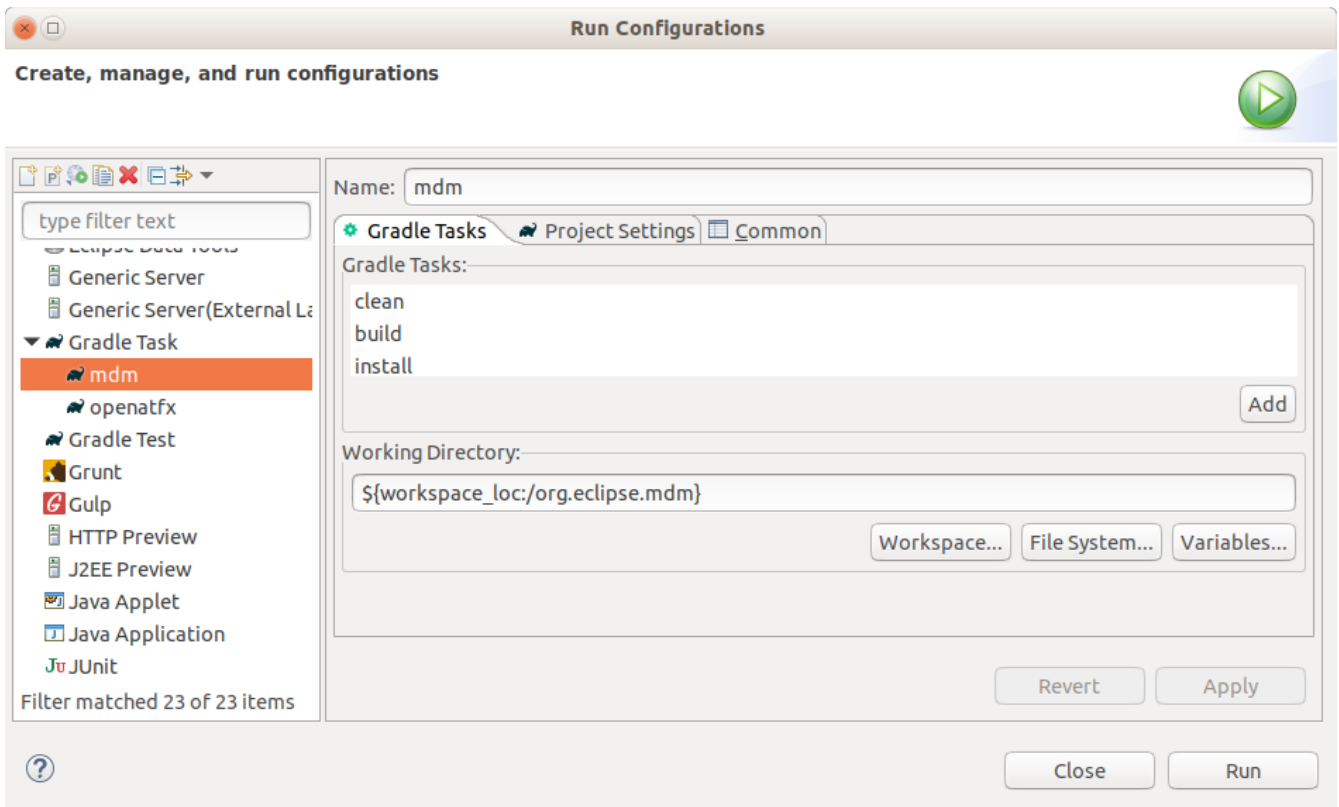 Run Configurations
Create, manage, and run configurations
type filter text
Eclipse Data Tools
Generic Server
Generic Server(External La
Gradle Task
mdm
openatfx
Gradle Test
Grunt
Gulp
HTTP Preview
J2EE Preview
Java Applet
Java Application
JUnit
Filter matched 23 of 23 items
Name: mdm
Gradle Tasks Project Settings Common
Gradle Tasks:
clean
build
install
Add
Working Directory:
${workspace_loc:/org.eclipse.mdm}
Workspace... File System... Variables...
Revert Apply
Close Run